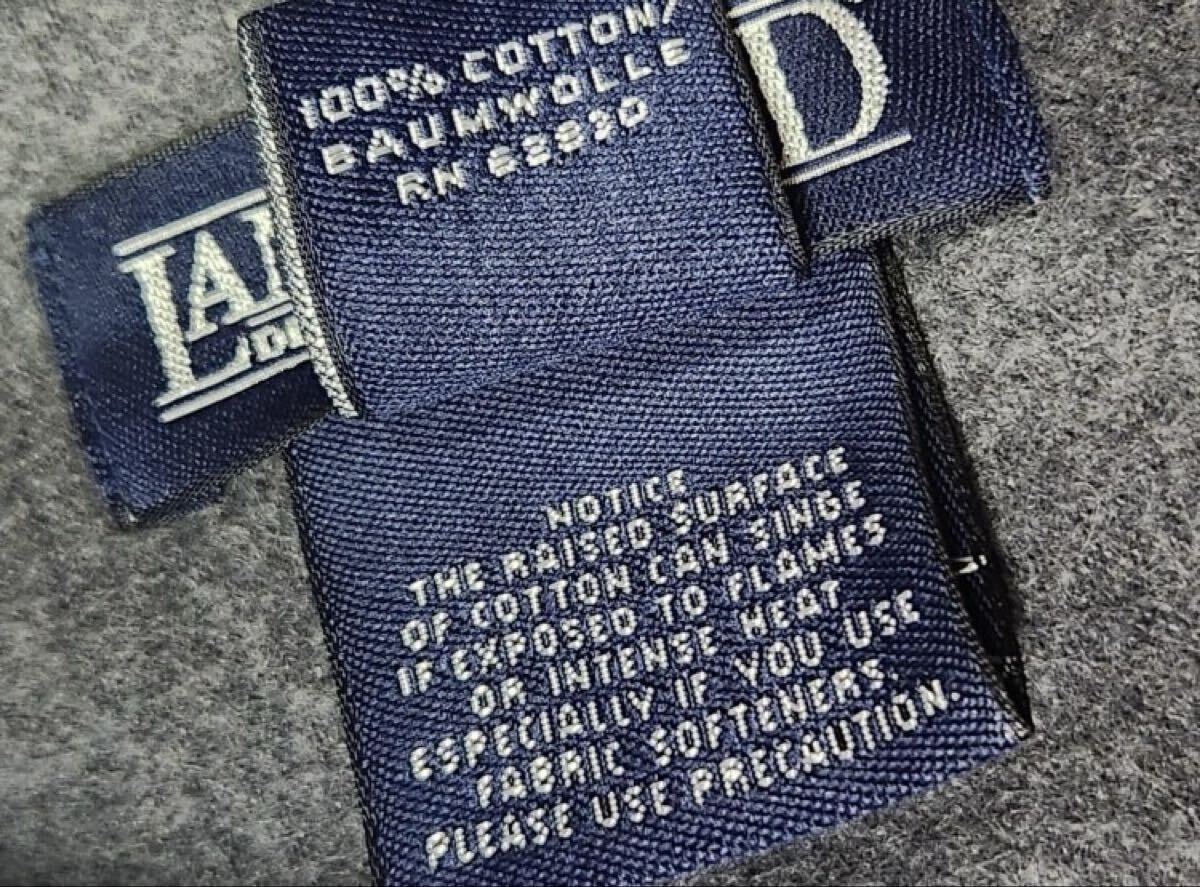 100% COTTON/
BAUMWOLLE
D
NOTICE
THE RAISED SURFACE
OF COTTON CAN SINGE
IF EXPOSED TO FLAMES
OR INTENSE HEAT
ESPECIALLY IF YOU USE
FABRIC SOFTENERS.
PLEASE USE PRECAUTION.